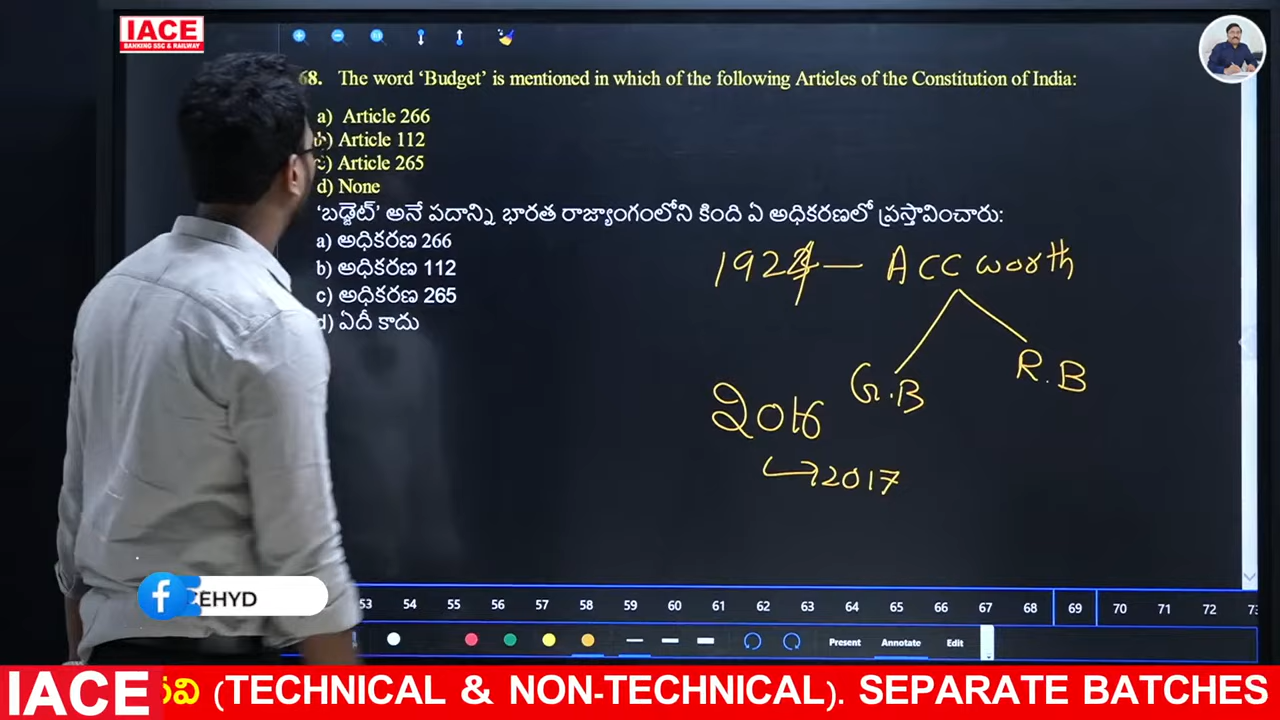 IACE
BANKING SSC & RAILWAY
68. The word ‘Budget’ is mentioned in which of the following Articles of the Constitution of India:
a) Article 266
b) Article 112
c) Article 265
d) None
‘బడ్జెట్’ అనే పదాన్ని భారత రాజ్యాంగంలోని కింది ఏ అధికరణలో ప్రస్తావించారు:
a) అధికరణ 266
b) అధికరణ 112
c) అధికరణ 265
d) ఏదీ కాదు
1924 — ACC worth
G.B R.B
2016
2017
CEHYD
53 54 55 56 57 58 59 60 61 62 63 64 65 66 67 68 69 70 71 72
Present Annotate Edit
IACE (TECHNICAL & NON-TECHNICAL). SEPARATE BATCHES